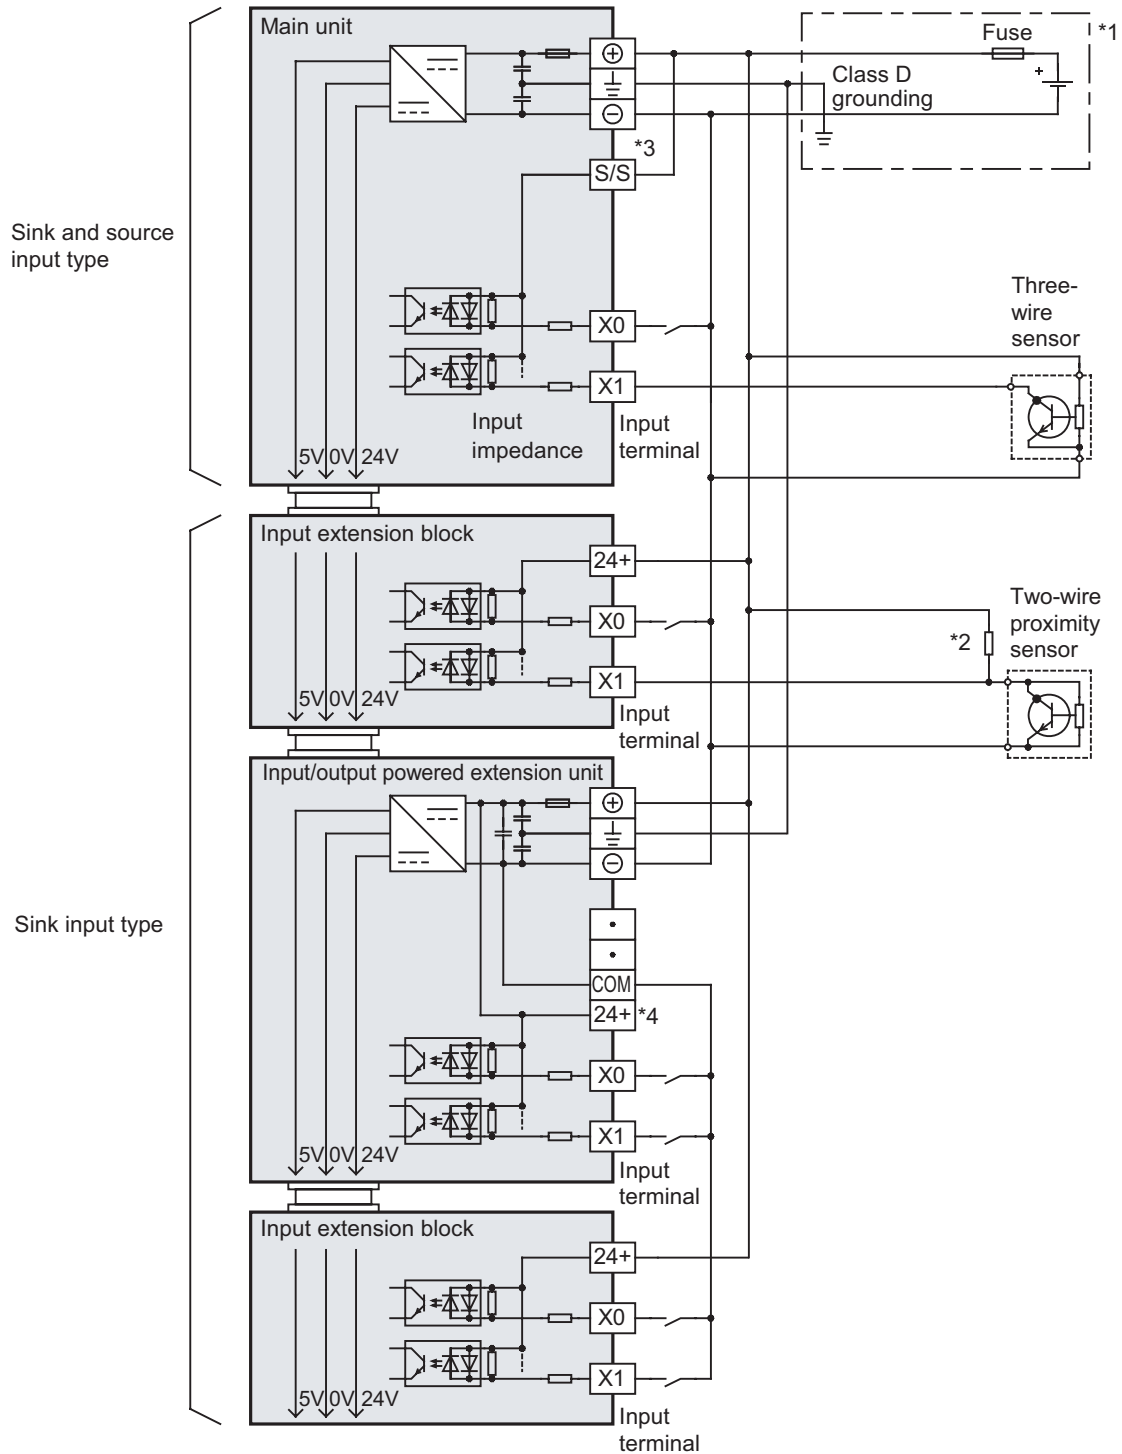 Main unit
Fuse
*1
+
Class D
grounding
⊕
⊖
*3
S/S
Sink and source
input type
Three-
wire
sensor
X0
X1
Input
impedance
Input
terminal
5V 0V 24V
Input extension block
24+
X0
X1
*2
Two-wire
proximity
sensor
5V 0V 24V
Input
terminal
Input/output powered extension unit
⊕
⊖
Sink input type
•
•
COM
24+ *4
X0
X1
5V 0V 24V
Input
terminal
Input extension block
24+
X0
X1
5V 0V 24V
Input
terminal